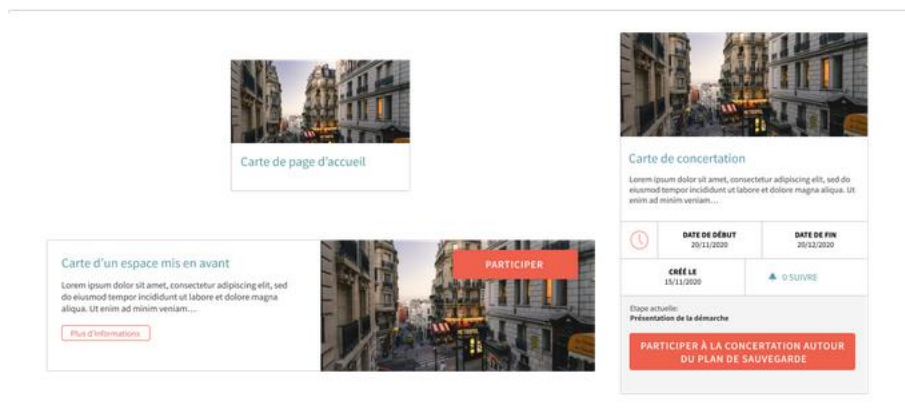 Carte de page d'accueil
Carte d'un espace mis en avant
Lorem ipsum dolor sit amet, consectetur adipiscing elit, sed
do eiusmod tempor incididunt ut labore et dolore magna
aliqua. Ut enim ad minim veniam…
Plus d'informations
PARTICIPER
Carte de concertation
Lorem ipsum dolor sit amet, consectetur adipiscing elit, sed do
eiusmod tempor incididunt ut labore et dolore magna aliqua. Ut
enim ad minim veniam…
DATE DE DÉBUT
20/11/2020
DATE DE FIN
20/12/2020
CRÉÉ LE
15/11/2020
0 SUIVRE
Etape actuelle:
Présentation de la démarche
PARTICIPER À LA CONCERTATION AUTOUR
DU PLAN DE SAUVEGARDE